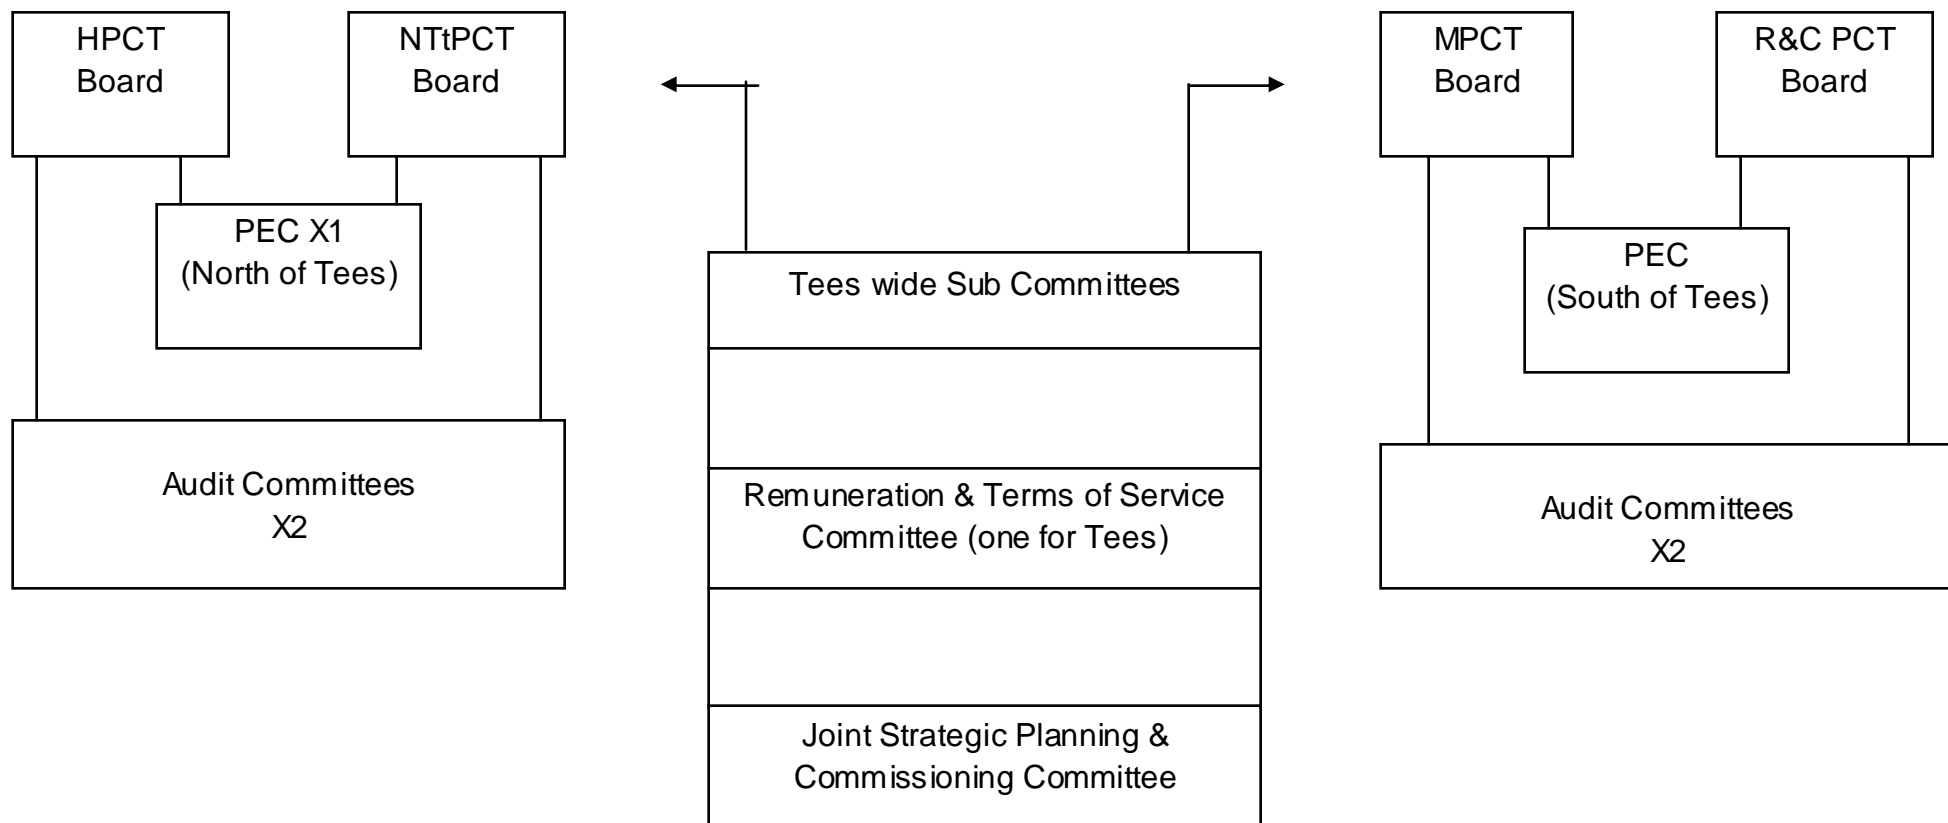 HPCT
Board
NTtPCT
Board
PEC X1
(North of Tees)
Audit Committees
X2
Tees wide Sub Committees
Remuneration & Terms of Service
Committee (one for Tees)
Joint Strategic Planning &
Commissioning Committee
MPCT
Board
R&C PCT
Board
PEC
(South of Tees)
Audit Committees
X2